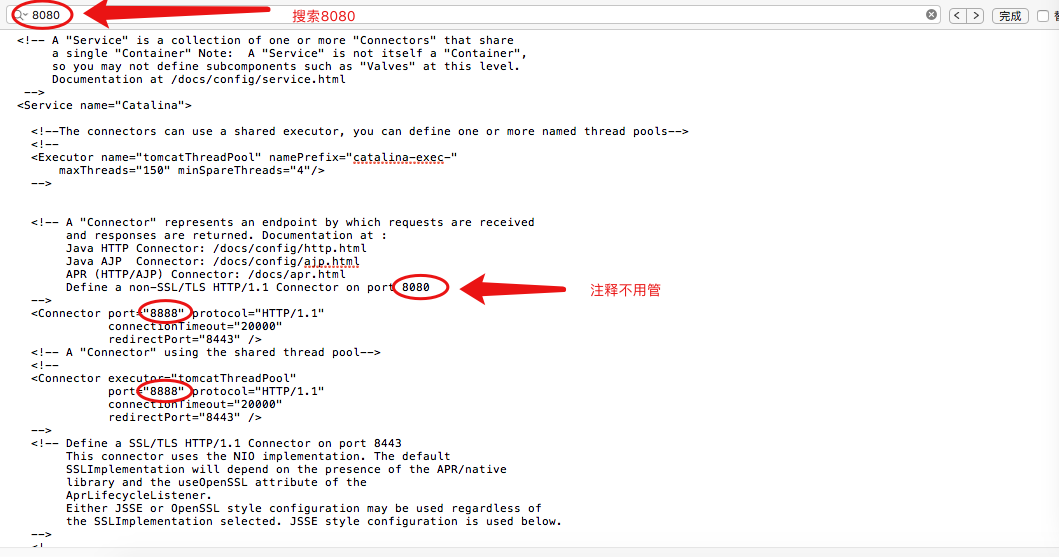 8080
搜索8080
完成
<!-- A "Service" is a collection of one or more "Connectors" that share
a single "Container" Note:  A "Service" is not itself a "Container",
so you may not define subcomponents such as "Valves" at this level.
Documentation at /docs/config/service.html
-->
<Service name="Catalina">
<!--The connectors can use a shared executor, you can define one or more named thread pools-->
<!--
<Executor name="tomcatThreadPool" namePrefix="catalina-exec-"
maxThreads="150" minSpareThreads="4"/>
-->
<!-- A "Connector" represents an endpoint by which requests are received
and responses are returned. Documentation at :
Java HTTP Connector: /docs/config/http.html
Java AJP  Connector: /docs/config/ajp.html
APR (HTTP/AJP) Connector: /docs/apr.html
Define a non-SSL/TLS HTTP/1.1 Connector on port 8080
注释不用管
-->
<Connector port="8888" protocol="HTTP/1.1"
connectionTimeout="20000"
redirectPort="8443" />
<!-- A "Connector" using the shared thread pool-->
<!--
<Connector executor="tomcatThreadPool"
port="8888" protocol="HTTP/1.1"
connectionTimeout="20000"
redirectPort="8443" />
-->
<!-- Define a SSL/TLS HTTP/1.1 Connector on port 8443
This connector uses the NIO implementation. The default
SSLImplementation will depend on the presence of the APR/native
library and the useOpenSSL attribute of the
AprLifecycleListener.
Either JSSE or OpenSSL style configuration may be used regardless of
the SSLImplementation selected. JSSE style configuration is used below.
-->